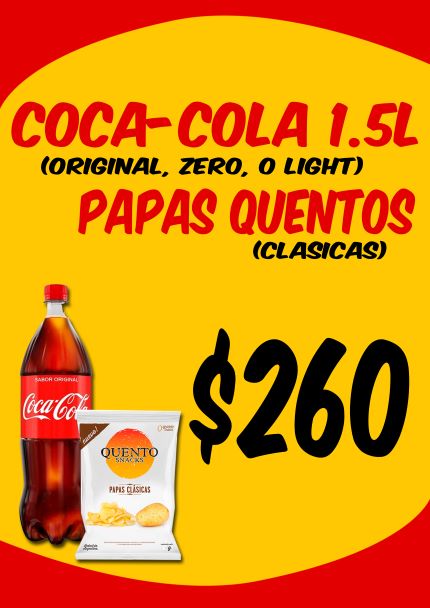 COCA-COLA 1.5L
(ORIGINAL, ZERO, O LIGHT)
PAPAS QUENTOS
(CLASICAS)
$260
SABOR ORIGINAL
Coca-Cola
QUENTO
SNACKS
PAPAS CLÁSICAS